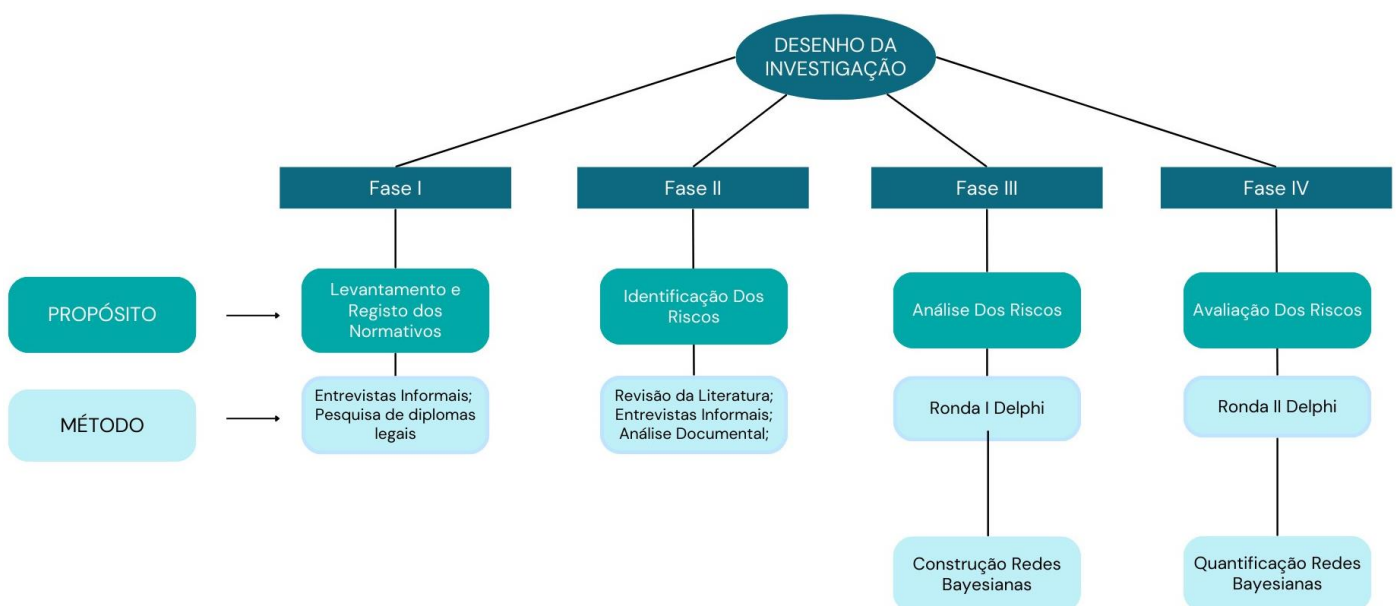 DESENHO DA
INVESTIGAÇÃO
Fase I
Fase II
Fase III
Fase IV
PROPÓSITO
Levantamento e
Registo dos
Normativos
Identificação Dos
Riscos
Análise Dos Riscos
Avaliação Dos Riscos
MÉTODO
Entrevistas Informais;
Pesquisa de diplomas
legais
Revisão da Literatura;
Entrevistas Informais;
Análise Documental;
Ronda I Delphi
Ronda II Delphi
Construção Redes
Bayesianas
Quantificação Redes
Bayesianas